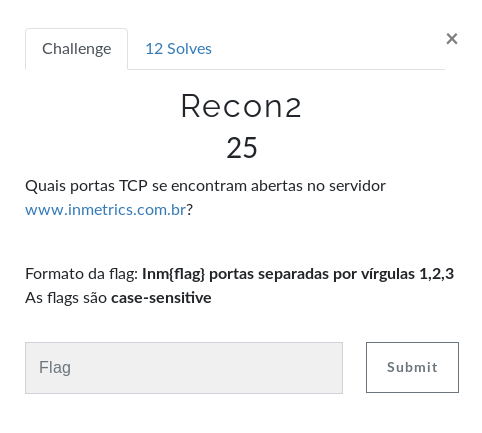 Challenge
12 Solves
×
Recon2
25
Quais portas TCP se encontram abertas no servidor
www.inmetrics.com.br?
Formato da flag: Inm{flag} portas separadas por vírgulas 1,2,3
As flags são case-sensitive
Flag
Submit